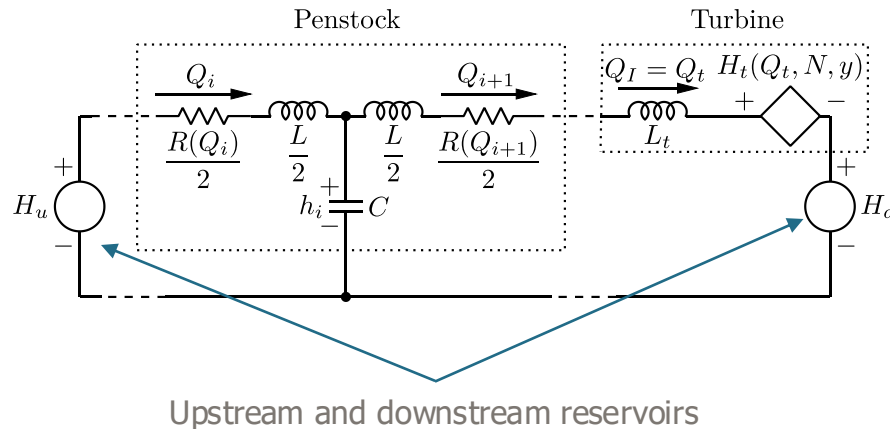 Penstock Turbine
Q_i Q_{i+1} Q_I = Q_t H_t(Q_t, N, y)
+ −
R(Q_i)/2 L/2 L/2 R(Q_{i+1})/2 L_t
+ + +
H_u h_i C H_d
− − −
Upstream and downstream reservoirs